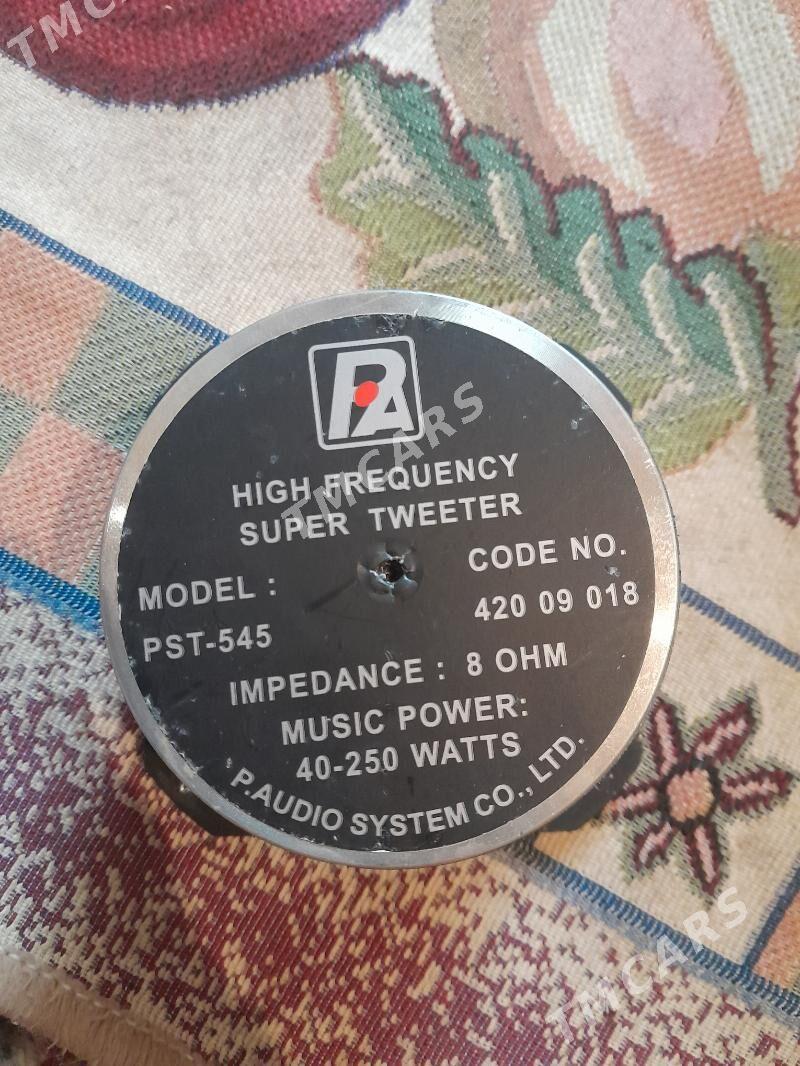 TMCARS
PA
HIGH FREQUENCY
SUPER TWEETER
TMCARS
MODEL :
CODE NO.
PST-545
420 09 018
IMPEDANCE : 8 OHM
MUSIC POWER:
40-250 WATTS
P.AUDIO SYSTEM CO., LTD.
TMCARS